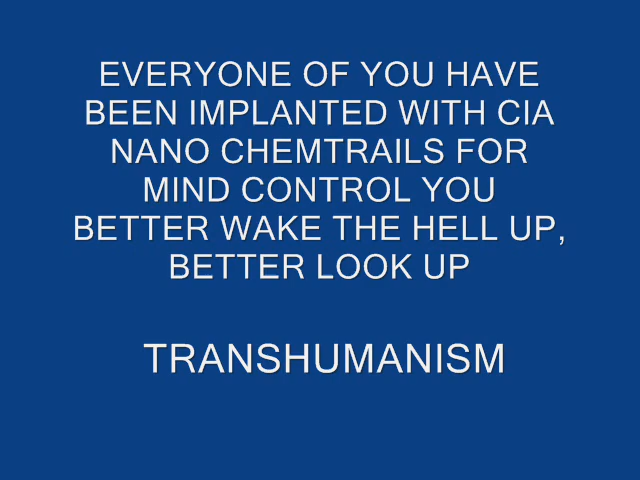 EVERYONE OF YOU HAVE
BEEN IMPLANTED WITH CIA
NANO CHEMTRAILS FOR
MIND CONTROL YOU
BETTER WAKE THE HELL UP,
BETTER LOOK UP
TRANSHUMANISM